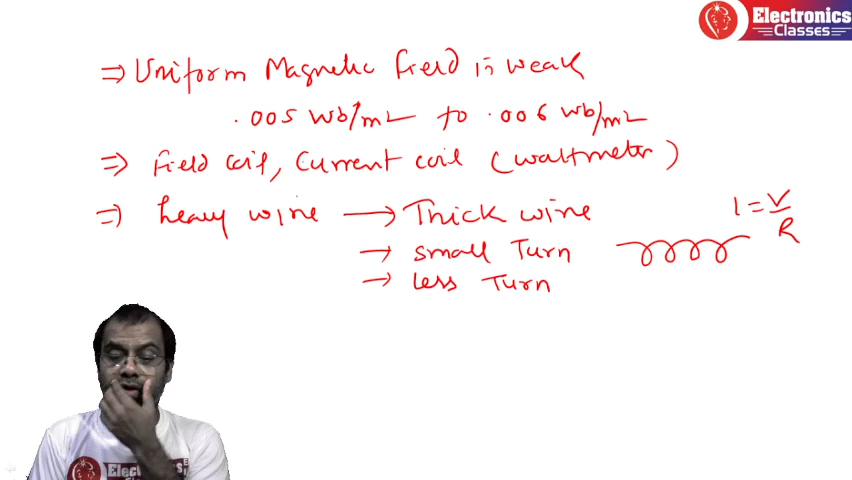 Electronics
Classes
⇒ Uniform Magnetic field is weak
.005 wb/m2 to .006 wb/m2
⇒ Field coil, Current coil (wattmeter)
⇒ heavy wire → Thick wire
I = V/R
→ small Turn
→ less Turn
Electronics